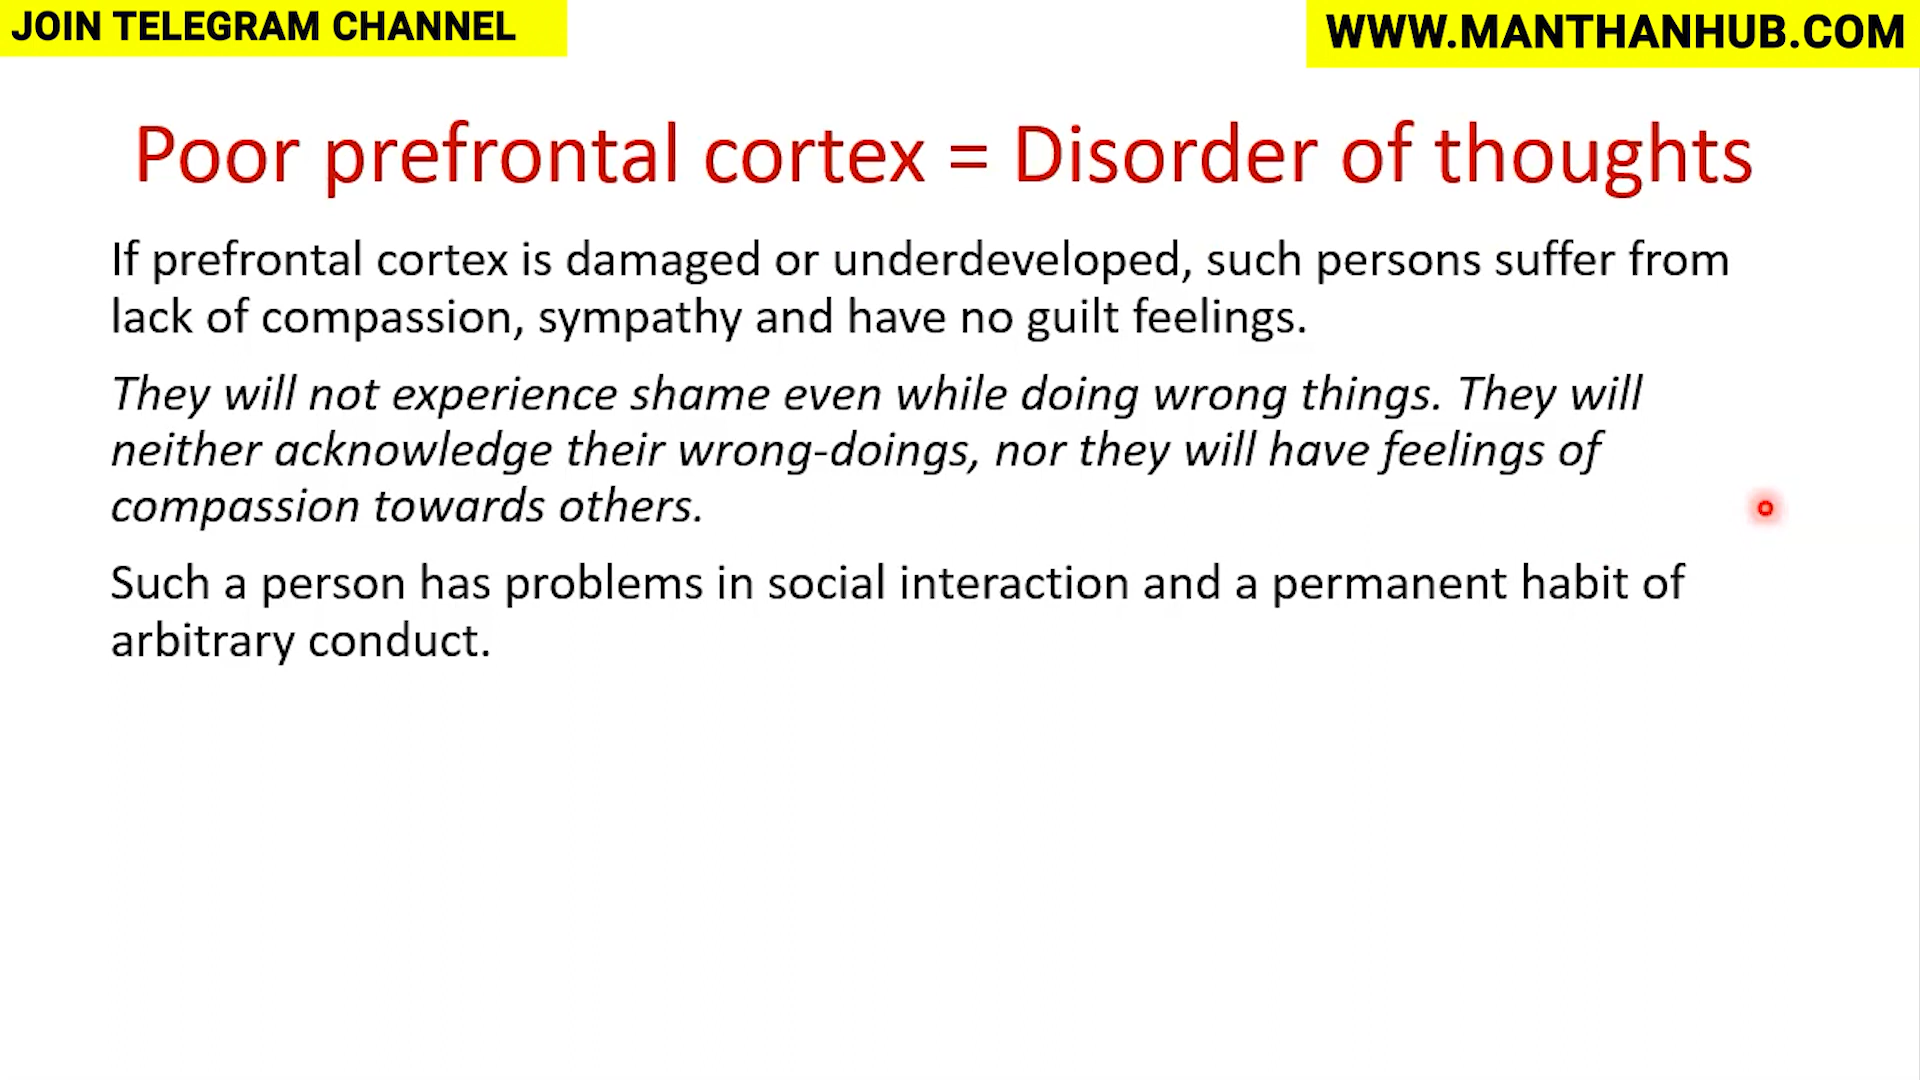 JOIN TELEGRAM CHANNEL
WWW.MANTHANHUB.COM
Poor prefrontal cortex = Disorder of thoughts
If prefrontal cortex is damaged or underdeveloped, such persons suffer from
lack of compassion, sympathy and have no guilt feelings.
They will not experience shame even while doing wrong things. They will
neither acknowledge their wrong-doings, nor they will have feelings of
compassion towards others.
Such a person has problems in social interaction and a permanent habit of
arbitrary conduct.